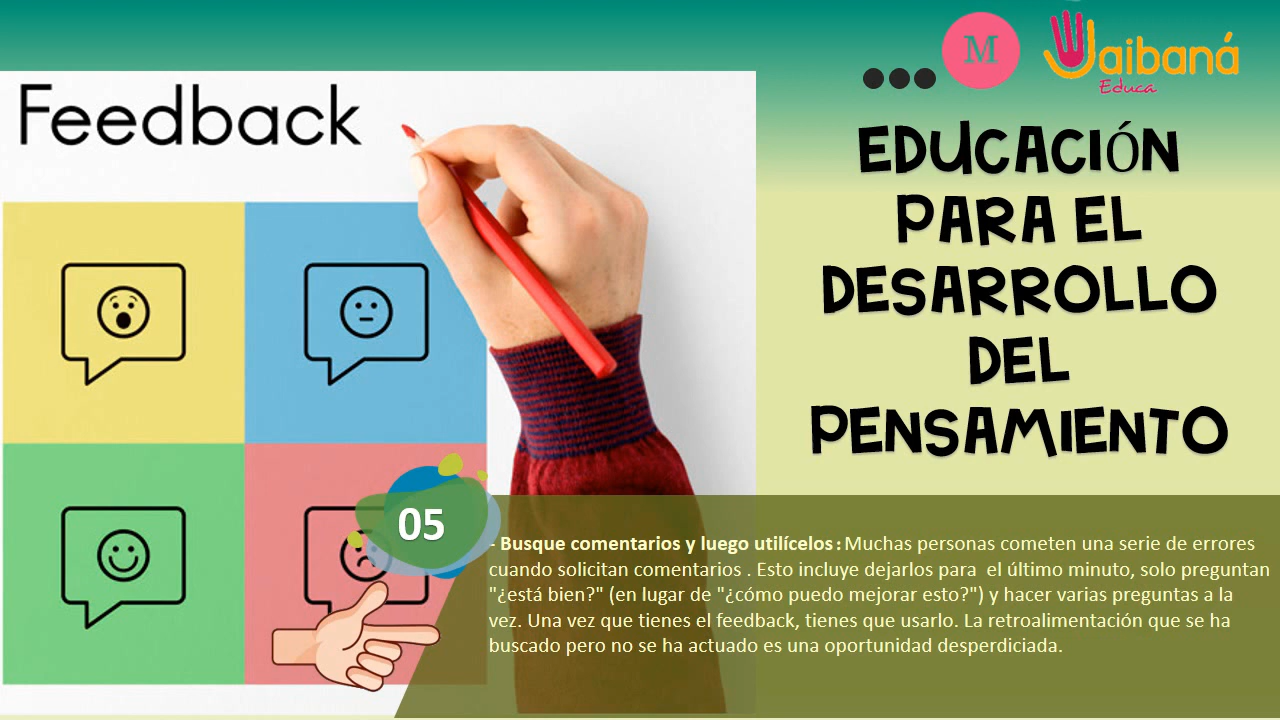 Feedback
M
Jaibaná
Educa
EDUCACIÓN
PARA EL
DESARROLLO
DEL
PENSAMIENTO
05
- Busque comentarios y luego utilícelos: Muchas personas cometen una serie de errores
cuando solicitan comentarios . Esto incluye dejarlos para el último minuto, solo preguntan
"¿está bien?" (en lugar de "¿cómo puedo mejorar esto?") y hacer varias preguntas a la
vez. Una vez que tienes el feedback, tienes que usarlo. La retroalimentación que se ha
buscado pero no se ha actuado es una oportunidad desperdiciada.